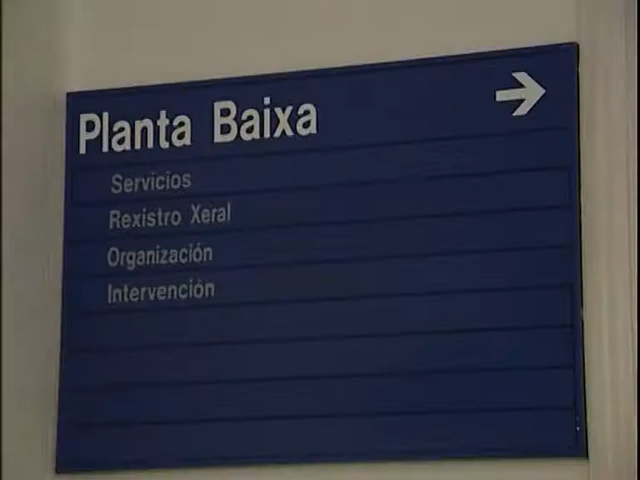 Planta Baixa
Servicios
Rexistro Xeral
Organización
Intervención